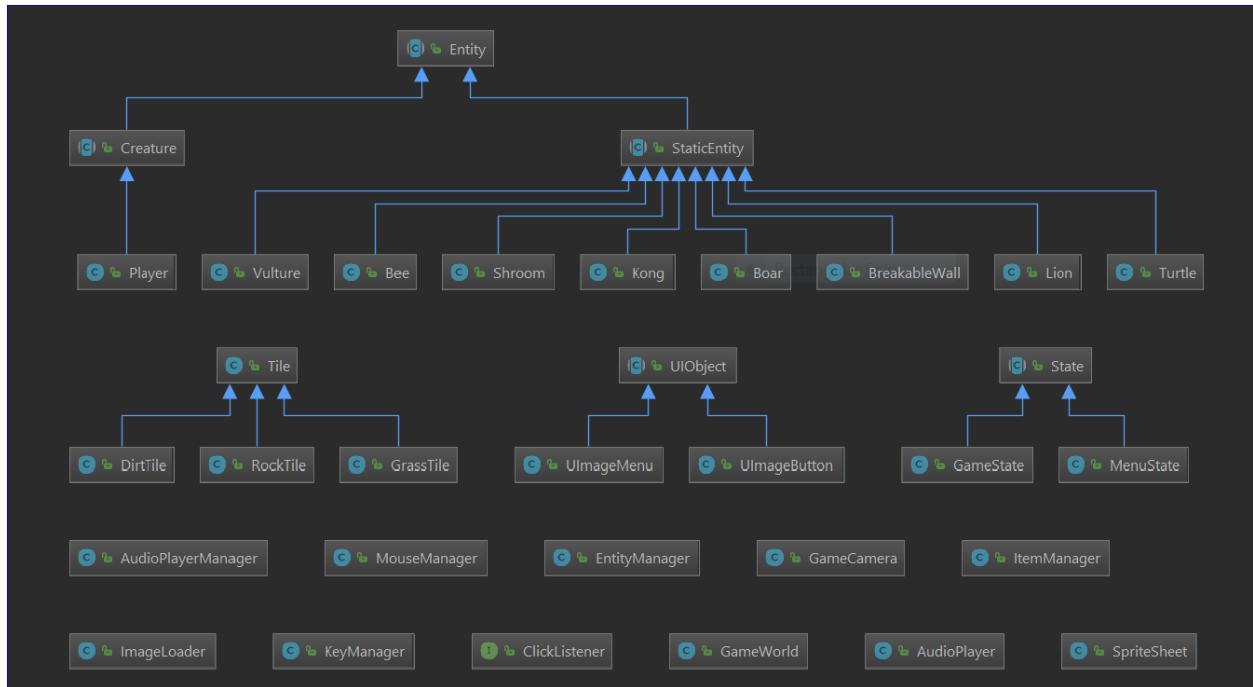 Entity
Creature StaticEntity
Player Vulture Bee Shroom Kong Boar BreakableWall Lion Turtle
Tile UIObject State
DirtTile RockTile GrassTile UImageMenu UImageButton GameState MenuState
AudioPlayerManager MouseManager EntityManager GameCamera ItemManager
ImageLoader KeyManager ClickListener GameWorld AudioPlayer SpriteSheet